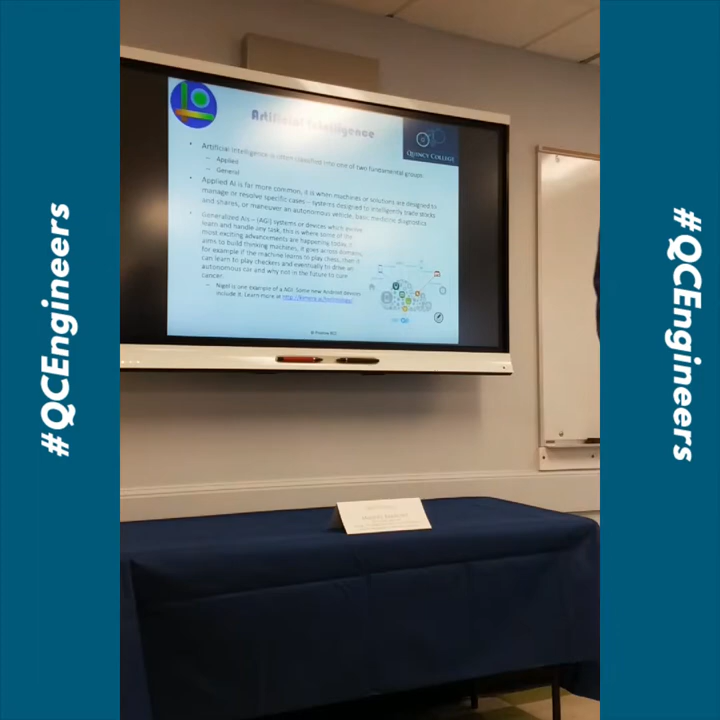 #QCEngineers
Artificial Intelligence
QUINCY COLLEGE
• Artificial Intelligence is often classified into one of two fundamental groups
– Applied
– General
• Applied AI is far more common, it is when machines or solutions are designed to
manage or resolve specific cases – systems designed to intelligently trade stocks
and shares, or maneuver an autonomous vehicle, basic medicine diagnostics
• Generalized AIs – (AGI) systems or devices which
learn and handle any task, this is where some of the
most exciting advancements are happening today, it
aims to build thinking machines, it goes across domains,
for example if the machine learns to play chess, then it
can learn to play checkers and eventually to drive an
autonomous car and why not in the future to cure
cancer.
– Nigel is one example of a AGI. Some new Android devices
include it. Learn more at
#QCEngineers